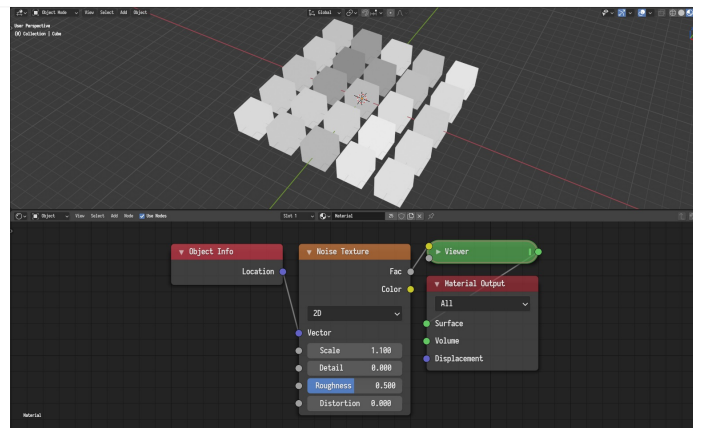 Object Mode View Select Add Object Global
User Perspective
(0) Collection | Cube
Object View Select Add Node Use Nodes Slot 1 Material
Object Info
Location
Noise Texture
Fac
Color
2D
Vector
Scale 1.100
Detail 0.000
Roughness 0.500
Distortion 0.000
Viewer
Material Output
All
Surface
Volume
Displacement
Material